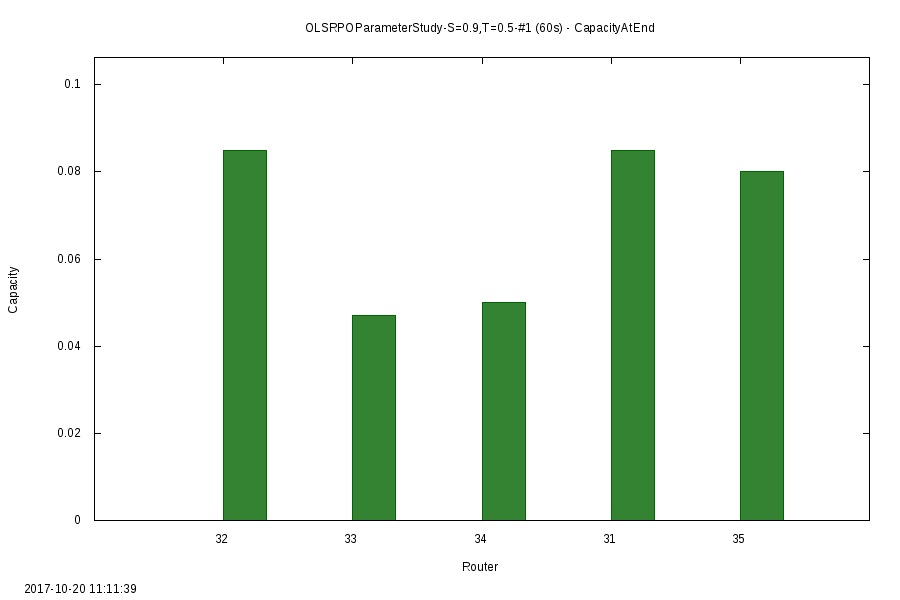 OLSRPOParameterStudy-S=0.9,T=0.5-#1 (60s) - CapacityAtEnd
0.1
0.08
0.06
0.04
0.02
0
Capacity
32 33 34 31 35
Router
2017-10-20 11:11:39